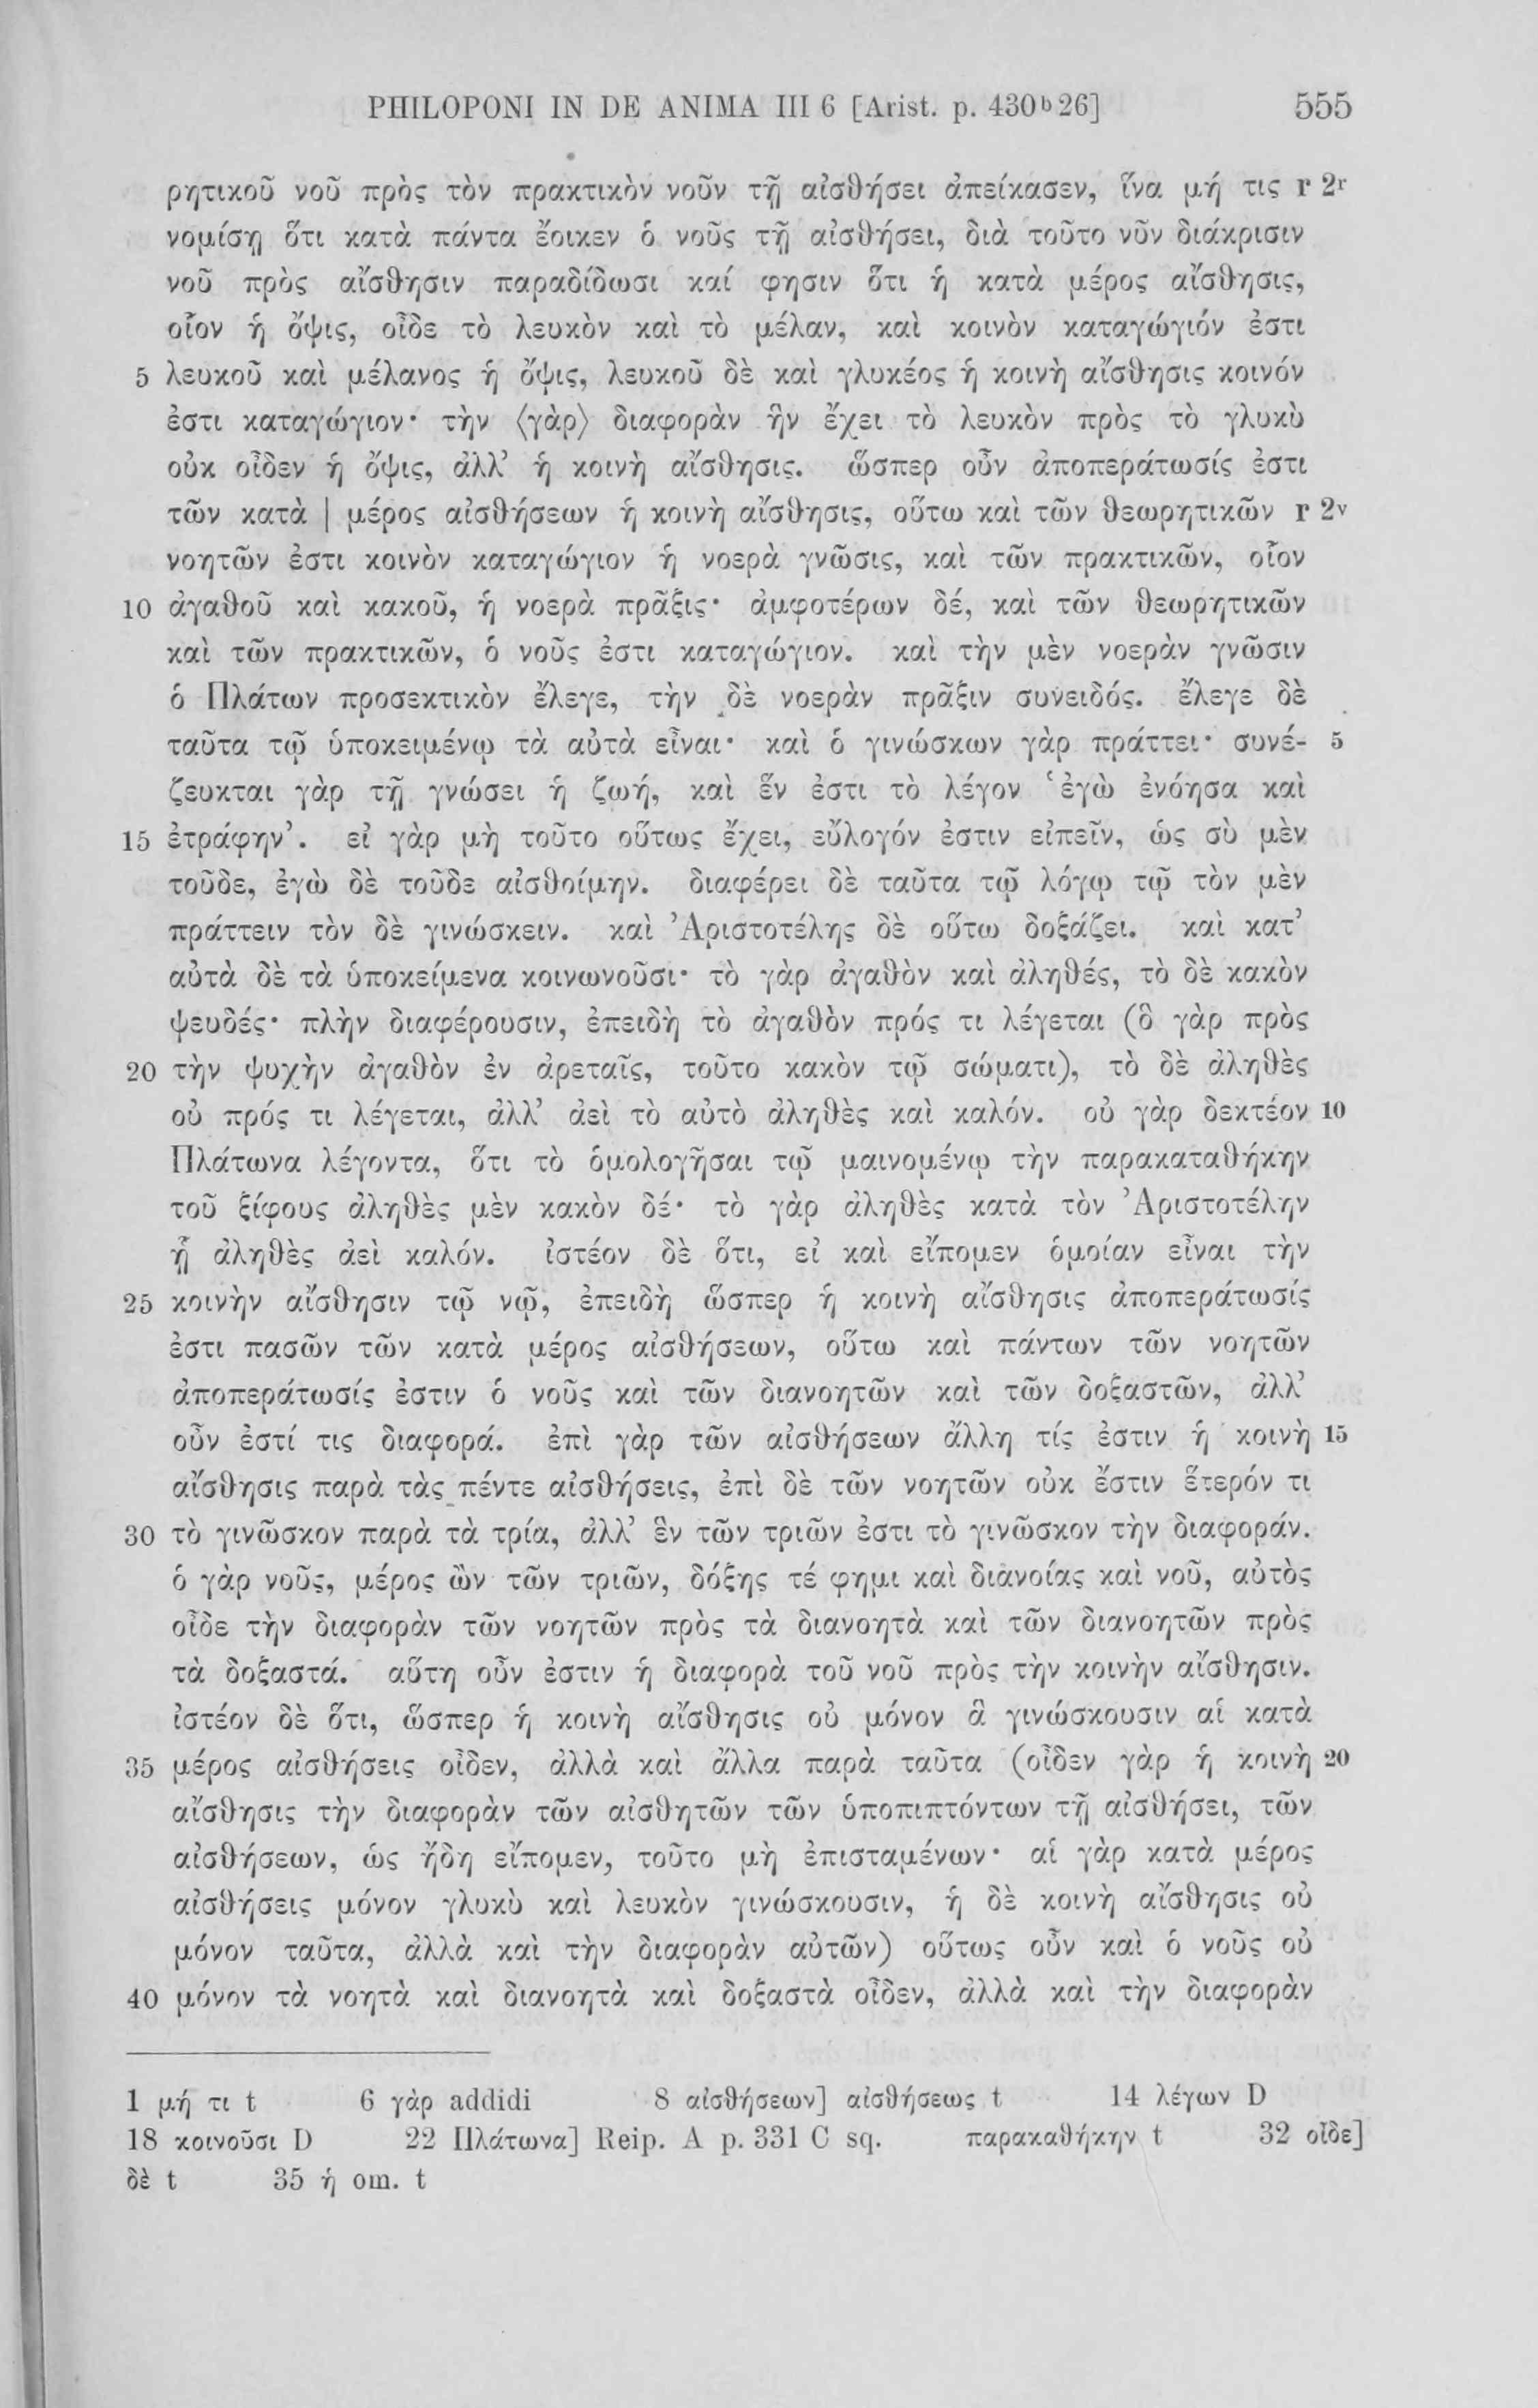 PHILOPONI IN DE ANIMA III 6 [Arist. p. 430ᵇ26] 555
ρητικοῦ νοῦ πρὸς τὸν πρακτικὸν νοῦν τῇ αἰσθήσει ἀπείκασεν, ἵνα μή τις r 2ʳ
νομίσῃ ὅτι κατὰ πάντα ἔοικεν ὁ νοῦς τῇ αἰσθήσει, διὰ τοῦτο νῦν διάκρισιν
νοῦ πρὸς αἴσθησιν παραδίδωσι καί φησιν ὅτι ἡ κατὰ μέρος αἴσθησις,
οἷον ἡ ὄψις, οἶδε τὸ λευκὸν καὶ τὸ μέλαν, καὶ κοινὸν καταγώγιόν ἐστι
5 λευκοῦ καὶ μέλανος ἡ ὄψις, λευκοῦ δὲ καὶ γλυκέος ἡ κοινὴ αἴσθησις κοινόν
ἐστι καταγώγιον· τὴν ⟨γὰρ⟩ διαφορὰν ἣν ἔχει τὸ λευκὸν πρὸς τὸ γλυκὺ
οὐκ οἶδεν ἡ ὄψις, ἀλλ’ ἡ κοινὴ αἴσθησις. ὥσπερ οὖν ἀποπεράτωσίς ἐστι
τῶν κατὰ | μέρος αἰσθήσεων ἡ κοινὴ αἴσθησις, οὕτω καὶ τῶν θεωρητικῶν r 2ᵛ
νοητῶν ἐστι κοινὸν καταγώγιον ἡ νοερὰ γνῶσις, καὶ τῶν πρακτικῶν, οἷον
10 ἀγαθοῦ καὶ κακοῦ, ἡ νοερὰ πρᾶξις· ἀμφοτέρων δέ, καὶ τῶν θεωρητικῶν
καὶ τῶν πρακτικῶν, ὁ νοῦς ἐστι καταγώγιον. καὶ τὴν μὲν νοερὰν γνῶσιν
ὁ Πλάτων προσεκτικὸν ἔλεγε, τὴν δὲ νοερὰν πρᾶξιν συνειδός. ἔλεγε δὲ
ταῦτα τῷ ὑποκειμένῳ τὰ αὐτὰ εἶναι· καὶ ὁ γινώσκων γὰρ πράττει· συνέ- 5
ζευκται γὰρ τῇ γνώσει ἡ ζωή, καὶ ἕν ἐστι τὸ λέγον ‘ἐγὼ ἐνόησα καὶ
15 ἐτράφην’. εἰ γὰρ μὴ τοῦτο οὕτως ἔχει, εὔλογόν ἐστιν εἰπεῖν, ὡς σὺ μὲν
τοῦδε, ἐγὼ δὲ τοῦδε αἰσθοίμην. διαφέρει δὲ ταῦτα τῷ λόγῳ τῷ τὸν μὲν
πράττειν τὸν δὲ γινώσκειν. καὶ Ἀριστοτέλης δὲ οὕτω δοξάζει. καὶ κατ’
αὐτὰ δὲ τὰ ὑποκείμενα κοινωνοῦσι· τὸ γὰρ ἀγαθὸν καὶ ἀληθές, τὸ δὲ κακὸν
ψευδές· πλὴν διαφέρουσιν, ἐπειδὴ τὸ ἀγαθὸν πρός τι λέγεται (ὃ γὰρ πρὸς
20 τὴν ψυχὴν ἀγαθὸν ἐν ἀρεταῖς, τοῦτο κακὸν τῷ σώματι), τὸ δὲ ἀληθὲς
οὐ πρός τι λέγεται, ἀλλ’ ἀεὶ τὸ αὐτὸ ἀληθὲς καὶ καλόν. οὐ γὰρ δεκτέον 10
Πλάτωνα λέγοντα, ὅτι τὸ ὁμολογῆσαι τῷ μαινομένῳ τὴν παρακαταθήκην
τοῦ ξίφους ἀληθὲς μὲν κακὸν δέ· τὸ γὰρ ἀληθὲς κατὰ τὸν Ἀριστοτέλην
ᾗ ἀληθὲς ἀεὶ καλόν. ἰστέον δὲ ὅτι, εἰ καὶ εἴπομεν ὁμοίαν εἶναι τὴν
25 κοινὴν αἴσθησιν τῷ νῷ, ἐπειδὴ ὥσπερ ἡ κοινὴ αἴσθησις ἀποπεράτωσίς
ἐστι πασῶν τῶν κατὰ μέρος αἰσθήσεων, οὕτω καὶ πάντων τῶν νοητῶν
ἀποπεράτωσίς ἐστιν ὁ νοῦς καὶ τῶν διανοητῶν καὶ τῶν δοξαστῶν, ἀλλ’
οὖν ἐστί τις διαφορά. ἐπὶ γὰρ τῶν αἰσθήσεων ἄλλη τίς ἐστιν ἡ κοινὴ 15
αἴσθησις παρὰ τὰς πέντε αἰσθήσεις, ἐπὶ δὲ τῶν νοητῶν οὐκ ἔστιν ἕτερόν τι
30 τὸ γινῶσκον παρὰ τὰ τρία, ἀλλ’ ἓν τῶν τριῶν ἐστι τὸ γινῶσκον τὴν διαφοράν.
ὁ γὰρ νοῦς, μέρος ὢν τῶν τριῶν, δόξης τέ φημι καὶ διανοίας καὶ νοῦ, αὐτὸς
οἶδε τὴν διαφορὰν τῶν νοητῶν πρὸς τὰ διανοητὰ καὶ τῶν διανοητῶν πρὸς
τὰ δοξαστά. αὕτη οὖν ἐστιν ἡ διαφορὰ τοῦ νοῦ πρὸς τὴν κοινὴν αἴσθησιν.
ἰστέον δὲ ὅτι, ὥσπερ ἡ κοινὴ αἴσθησις οὐ μόνον ἃ γινώσκουσιν αἱ κατὰ
35 μέρος αἰσθήσεις οἶδεν, ἀλλὰ καὶ ἄλλα παρὰ ταῦτα (οἶδεν γὰρ ἡ κοινὴ 20
αἴσθησις τὴν διαφορὰν τῶν αἰσθητῶν τῶν ὑποπιπτόντων τῇ αἰσθήσει, τῶν
αἰσθήσεων, ὡς ἤδη εἴπομεν, τοῦτο μὴ ἐπισταμένων· αἱ γὰρ κατὰ μέρος
αἰσθήσεις μόνον γλυκὺ καὶ λευκὸν γινώσκουσιν, ἡ δὲ κοινὴ αἴσθησις οὐ
μόνον ταῦτα, ἀλλὰ καὶ τὴν διαφορὰν αὐτῶν) οὕτως οὖν καὶ ὁ νοῦς οὐ
40 μόνον τὰ νοητὰ καὶ διανοητὰ καὶ δοξαστὰ οἶδεν, ἀλλὰ καὶ τὴν διαφορὰν
1 μή τι t 6 γὰρ addidi 8 αἰσθήσεων] αἰσθήσεως t 14 λέγων D
18 κοινοῦσι D 22 Πλάτωνα] Reip. A p. 331 C sq. παρακαθήκην t 32 οἶδε]
δὲ t 35 ἡ om. t